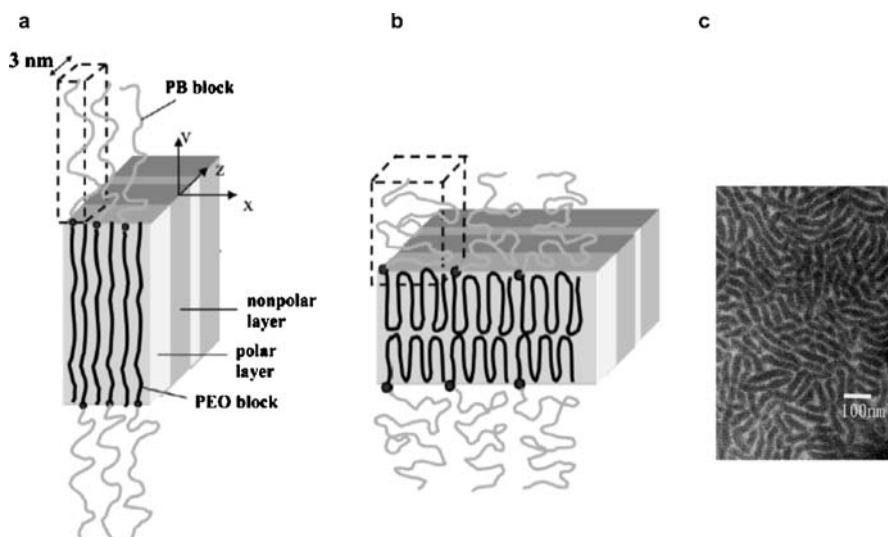 a
b
c
3 nm
PB block
y
z
x
nonpolar
layer
polar
layer
PEO block
100nm